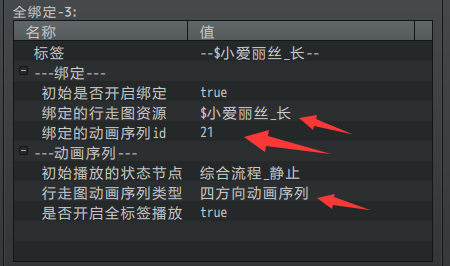 全绑定-3:
名称 值
标签 --$小爱丽丝_长--
---绑定---
初始是否开启绑定 true
绑定的行走图资源 $小爱丽丝_长
绑定的动画序列id 21
---动画序列---
初始播放的状态节点 综合流程_静止
行走图动画序列类型 四方向动画序列
是否开启全标签播放 true